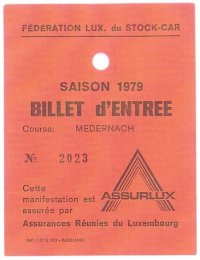 FÉDÉRATION LUX. du STOCK-CAR
SAISON 1979
BILLET d'ENTREE
Course: MEDERNACH
№ 2023
ASSURLUX
Cette
manifestation est
assurée par
Assurances Réunies du Luxembourg